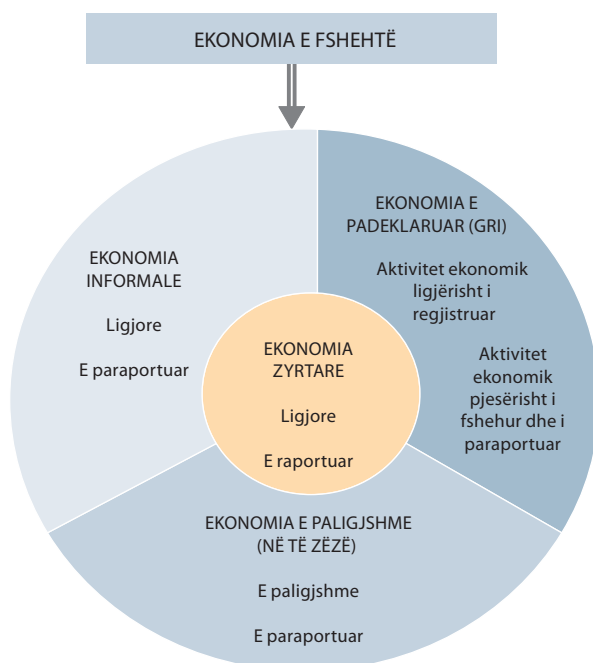 EKONOMIA E FSHEHTË
EKONOMIA E
PADEKLARUAR (GRI)
Aktivitet ekonomik
ligjërisht i
regjistruar
Aktivitet
ekonomik
pjesërisht i
fshehur dhe i
paraportuar
EKONOMIA
INFORMALE
Ligjore
E paraportuar
EKONOMIA
ZYRTARE
Ligjore
E raportuar
EKONOMIA E PALIGJSHME
(NË TË ZËZË)
E paligjshme
E paraportuar